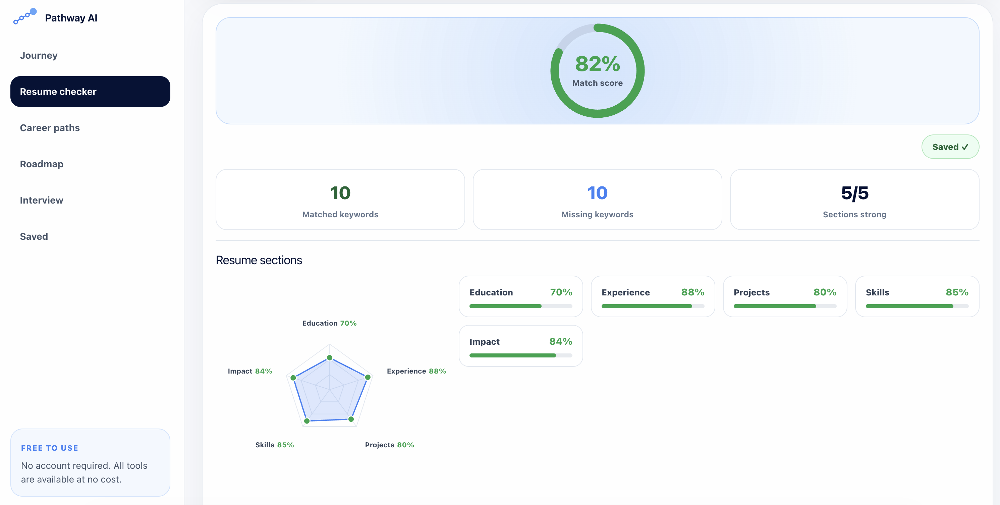 Pathway AI
Journey
Resume checker
Career paths
Roadmap
Interview
Saved
FREE TO USE
No account required. All tools
are available at no cost.
82%
Match score
Saved ✓
10
Matched keywords
10
Missing keywords
5/5
Sections strong
Resume sections
Education 70%
Impact 84%
Experience 88%
Skills 85%
Projects 80%
Education 70%
Experience 88%
Projects 80%
Skills 85%
Impact 84%